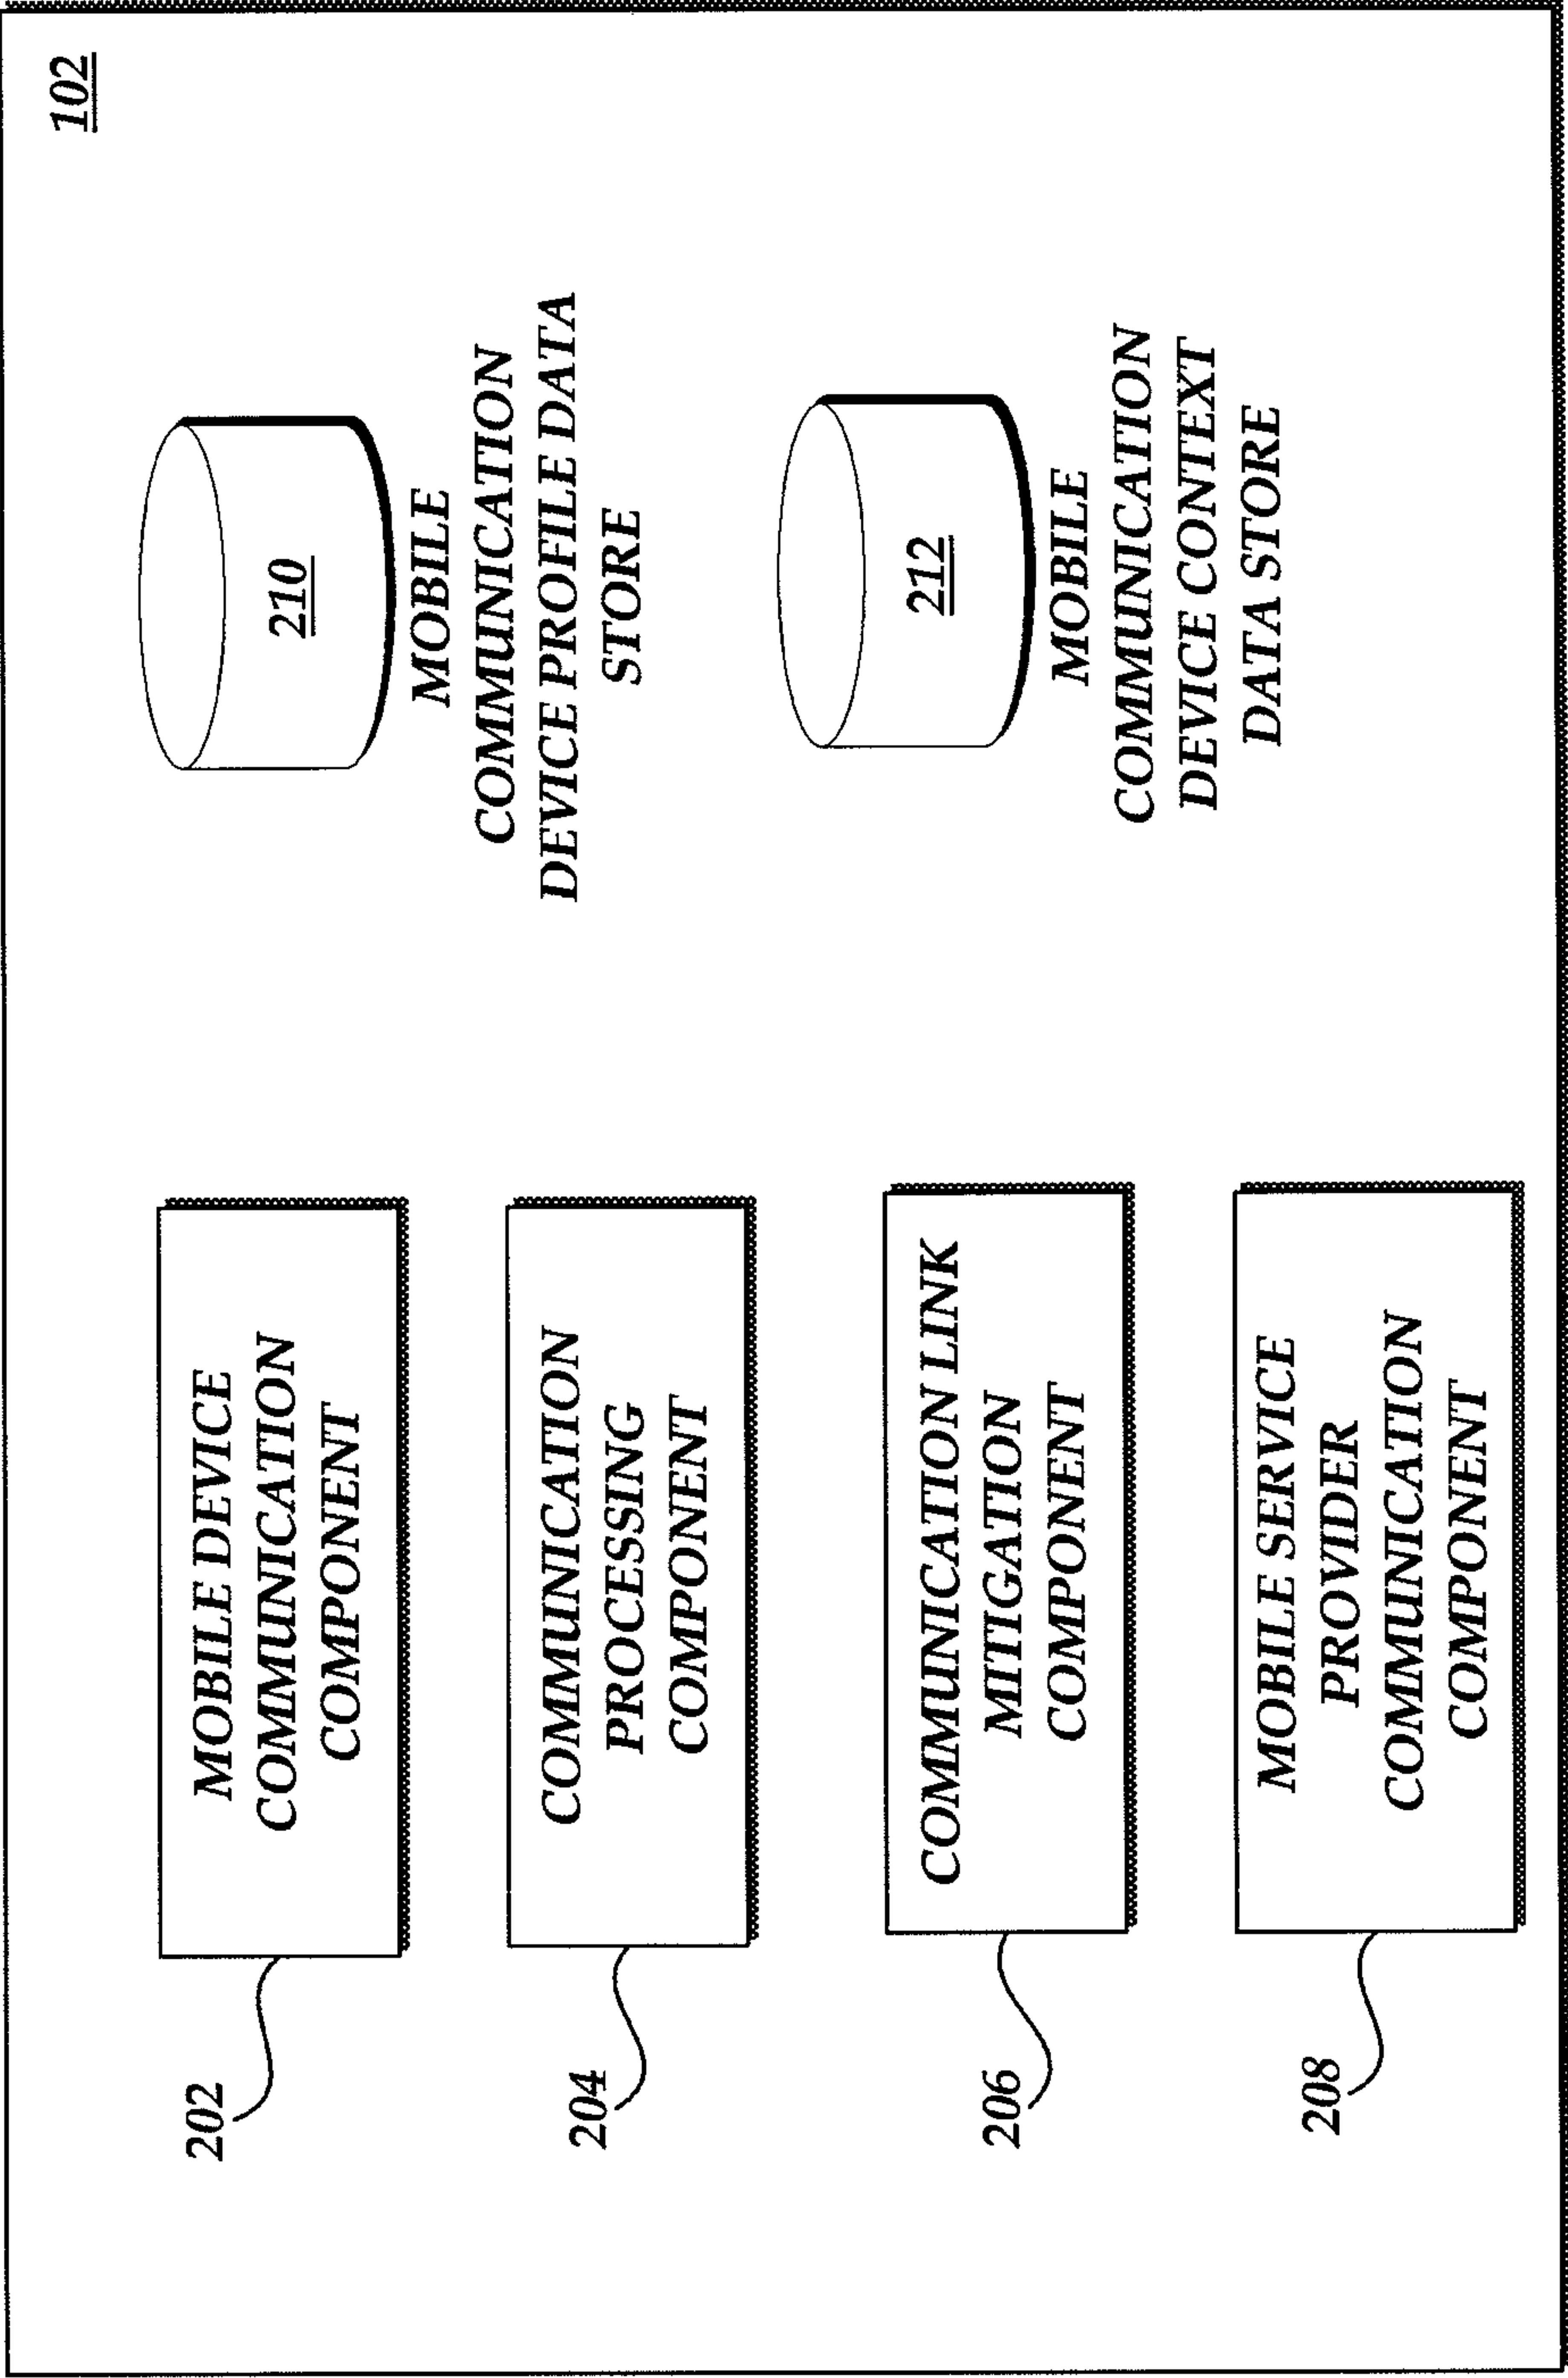 102
202
MOBILE DEVICE
COMMUNICATION
COMPONENT
204
COMMUNICATION
PROCESSING
COMPONENT
206
COMMUNICATION LINK
MITIGATION
COMPONENT
208
MOBILE SERVICE
PROVIDER
COMMUNICATION
COMPONENT
210
MOBILE
COMMUNICATION
DEVICE PROFILE DATA
STORE
212
MOBILE
COMMUNICATION
DEVICE CONTEXT
DATA STORE